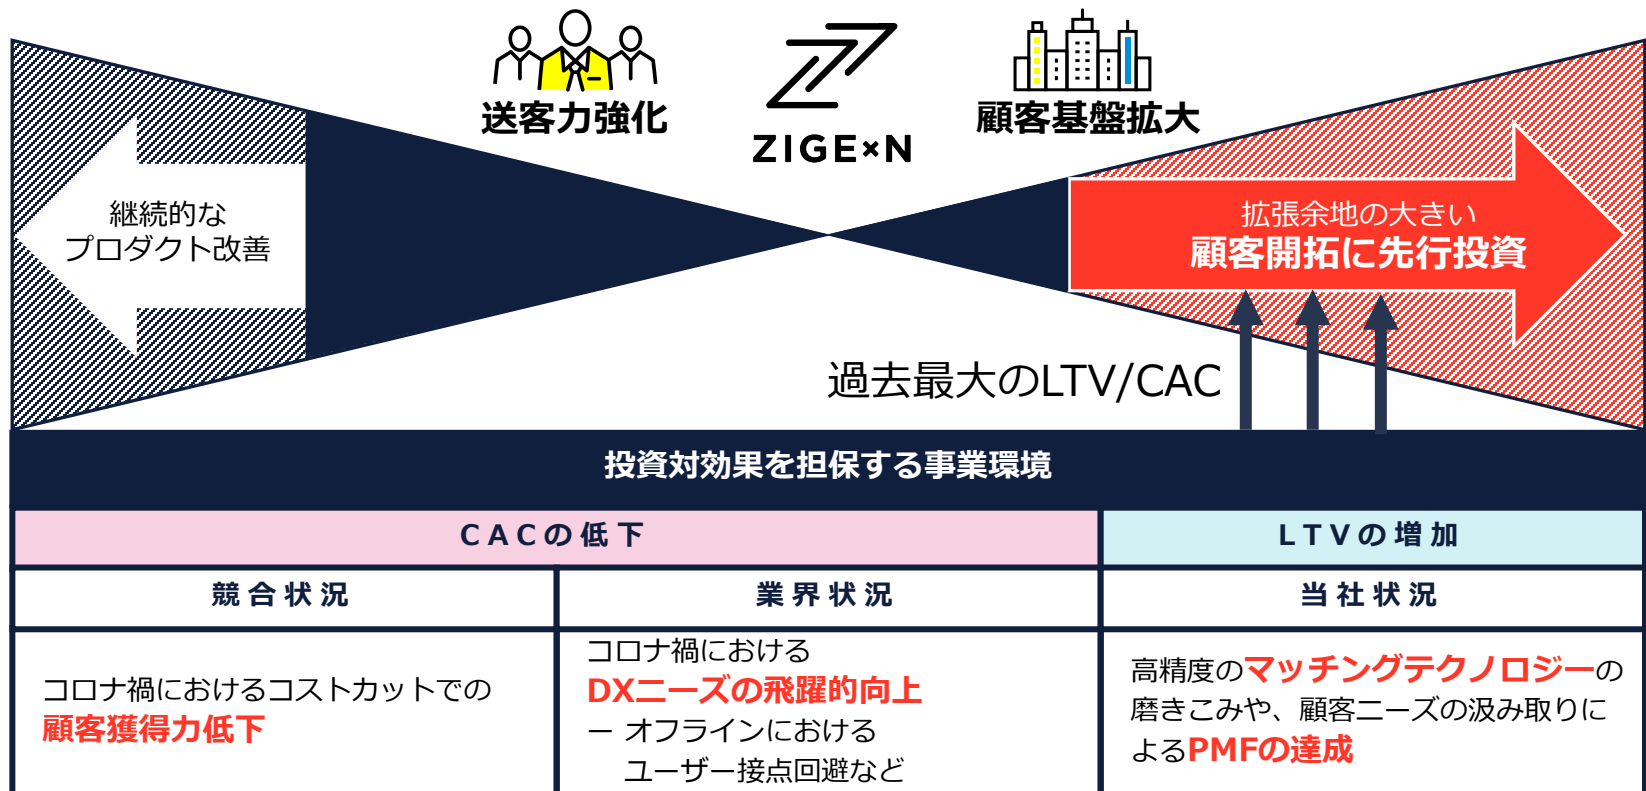 送客力強化
ZIGE×N
顧客基盤拡大
継続的な
プロダクト改善
拡張余地の大きい
顧客開拓に先行投資
過去最大のLTV/CAC
投資対効果を担保する事業環境
CACの低下
LTVの増加
競合状況
業界状況
当社状況
コロナ禍におけるコストカットでの
顧客獲得力低下
コロナ禍における
DXニーズの飛躍的向上
ー オフラインにおける
ユーザー接点回避など
高精度のマッチングテクノロジーの
磨きこみや、顧客ニーズの汲み取りに
よるPMFの達成